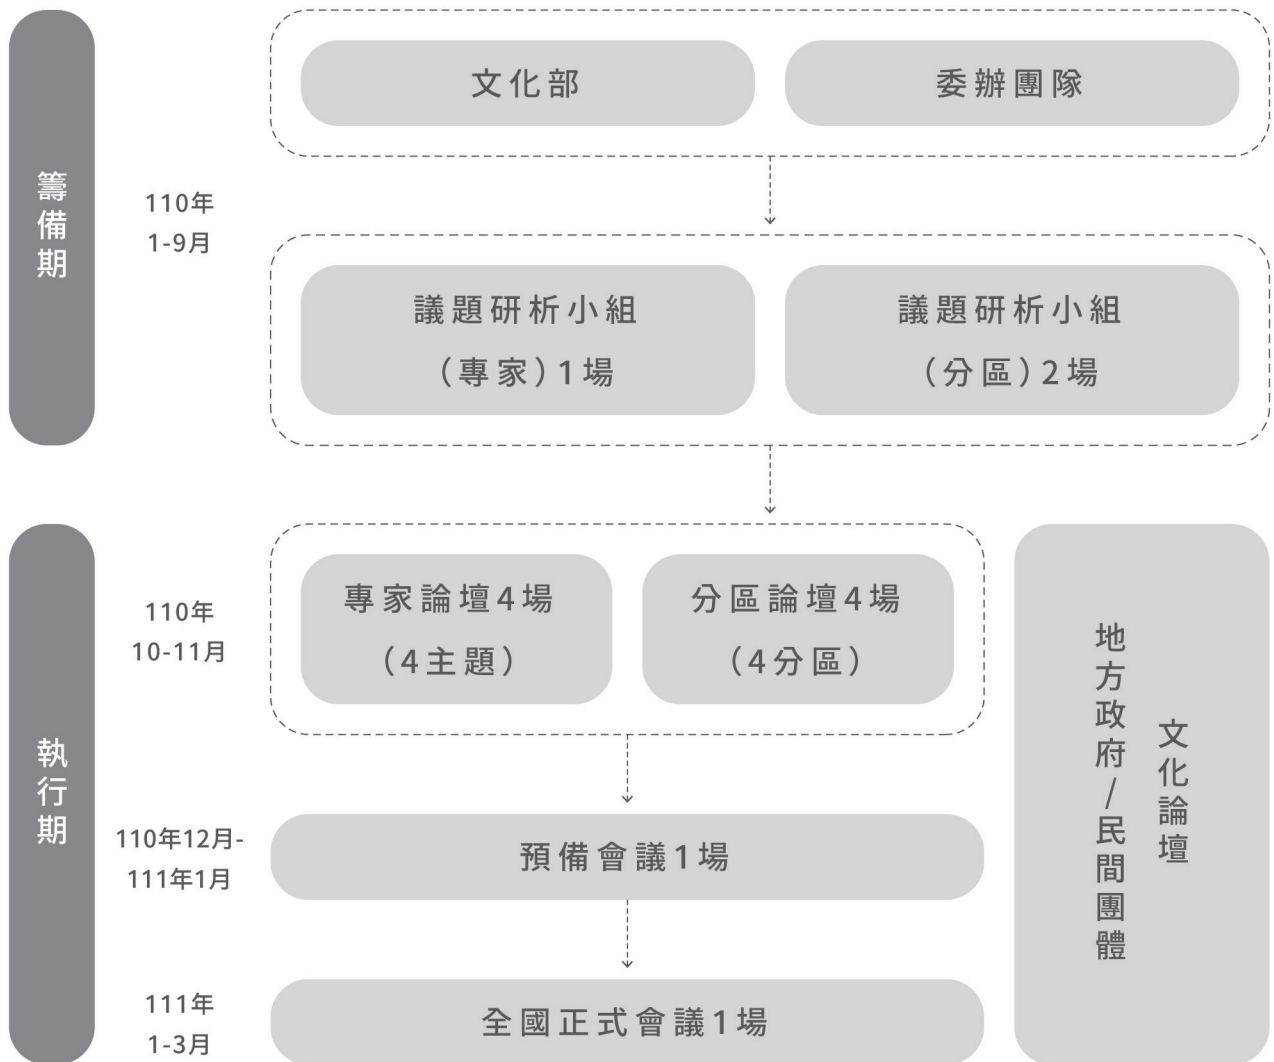 籌備期
110年
1-9月
文化部
委辦團隊
議題研析小組
（專家）1場
議題研析小組
（分區）2場
執行期
110年
10-11月
專家論壇4場
（4主題）
分區論壇4場
（4分區）
110年12月-
111年1月
預備會議1場
111年
1-3月
全國正式會議1場
文化論壇
地方政府/民間團體